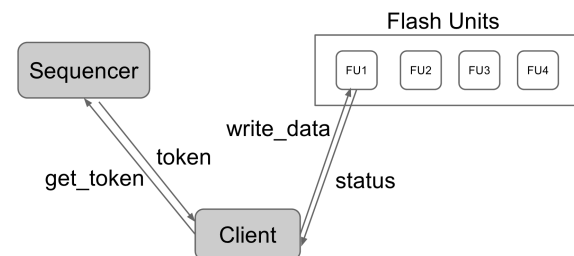 Flash Units
Sequencer
FU1
FU2
FU3
FU4
write_data
token
get_token
status
Client